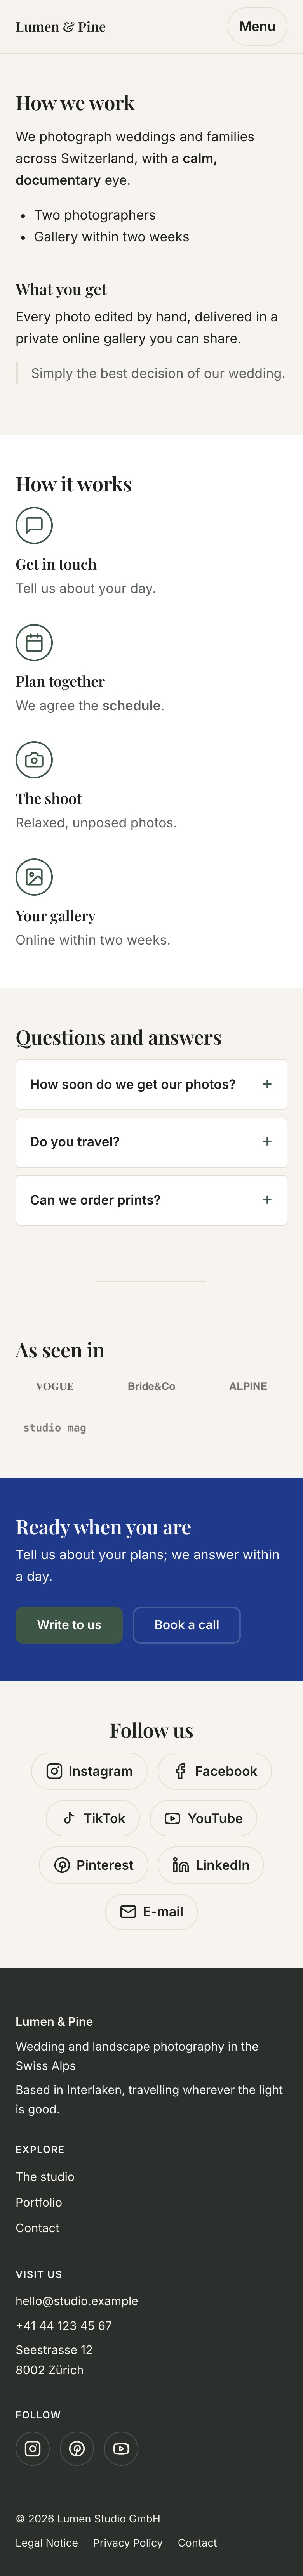 Lumen & Pine
Menu
How we work
We photograph weddings and families
across Switzerland, with a calm,
documentary eye.
• Two photographers
• Gallery within two weeks
What you get
Every photo edited by hand, delivered in a
private online gallery you can share.
Simply the best decision of our wedding.
How it works
Get in touch
Tell us about your day.
Plan together
We agree the schedule.
The shoot
Relaxed, unposed photos.
Your gallery
Online within two weeks.
Questions and answers
How soon do we get our photos? +
Do you travel? +
Can we order prints? +
As seen in
VOGUE Bride&Co ALPINE
studio mag
Ready when you are
Tell us about your plans; we answer within
a day.
Write to us Book a call
Follow us
Instagram Facebook
TikTok YouTube
Pinterest LinkedIn
E-mail
Lumen & Pine
Wedding and landscape photography in the
Swiss Alps
Based in Interlaken, travelling wherever the light
is good.
EXPLORE
The studio
Portfolio
Contact
VISIT US
hello@studio.example
+41 44 123 45 67
Seestrasse 12
8002 Zürich
FOLLOW
© 2026 Lumen Studio GmbH
Legal Notice Privacy Policy Contact